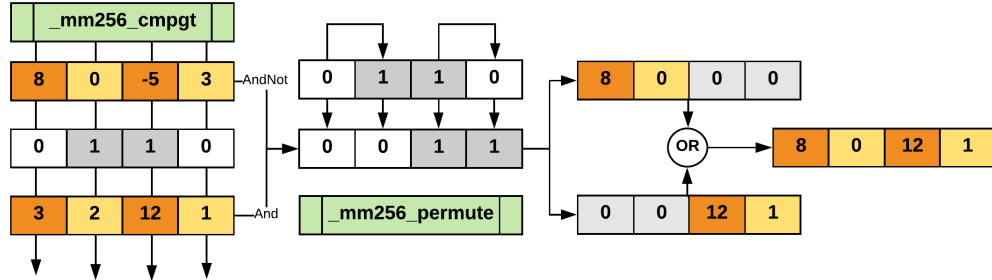 _mm256_cmpgt
8 0 -5 3
AndNot
0 1 1 0
3 2 12 1
And
0 1 1 0
0 0 1 1
_mm256_permute
8 0 0 0
OR
0 0 12 1
8 0 12 1